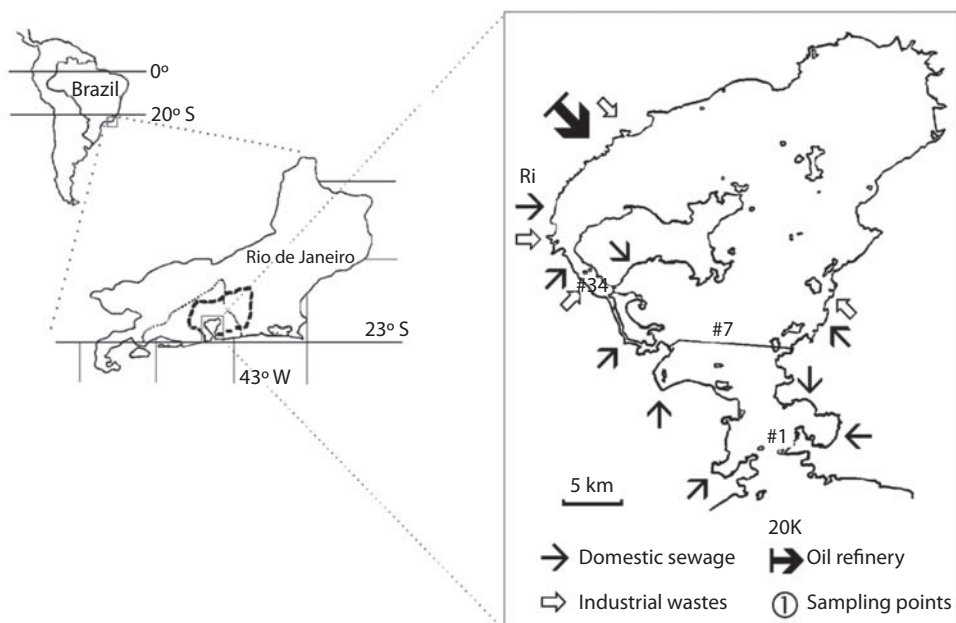 0º
Brazil
20º S
Rio de Janeiro
23º S
43º W
Ri
#34
#7
#1
5 km
20K
Domestic sewage
Oil refinery
Industrial wastes
1 Sampling points